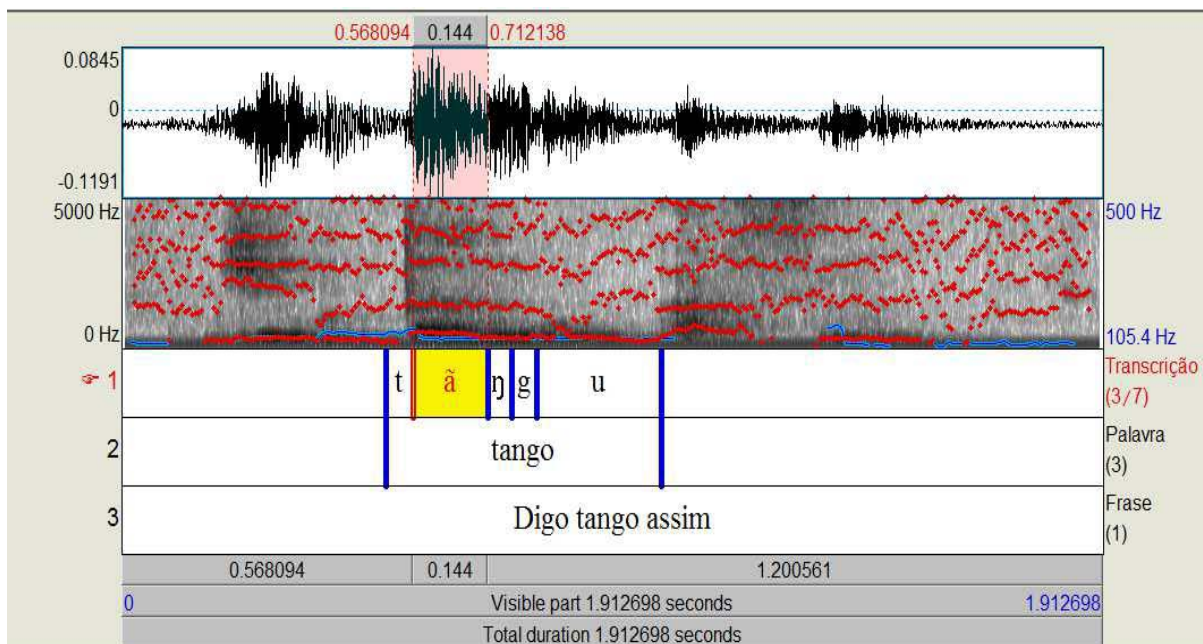 0.568094 0.144 0.712138
0.0845
0
-0.1191
5000 Hz 500 Hz
0 Hz 105.4 Hz
1 t ã ŋ g u Transcrição
(3/7)
2 tango Palavra
(3)
3 Digo tango assim Frase
(1)
0.568094 0.144 1.200561
0 Visible part 1.912698 seconds 1.912698
Total duration 1.912698 seconds